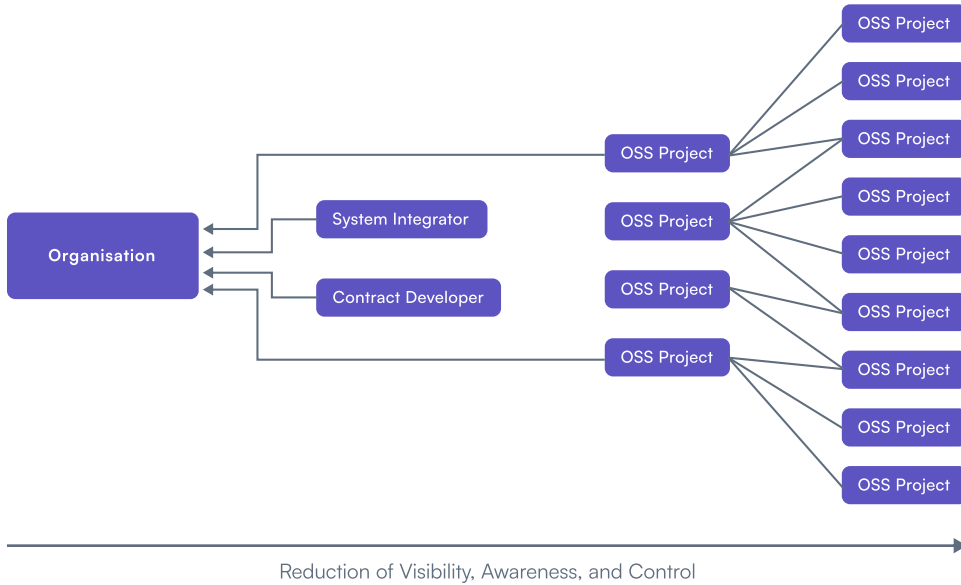 OSS Project
OSS Project
OSS Project
OSS Project
OSS Project
System Integrator
OSS Project
OSS Project
Organisation
OSS Project
OSS Project
Contract Developer
OSS Project
OSS Project
OSS Project
OSS Project
OSS Project
Reduction of Visibility, Awareness, and Control